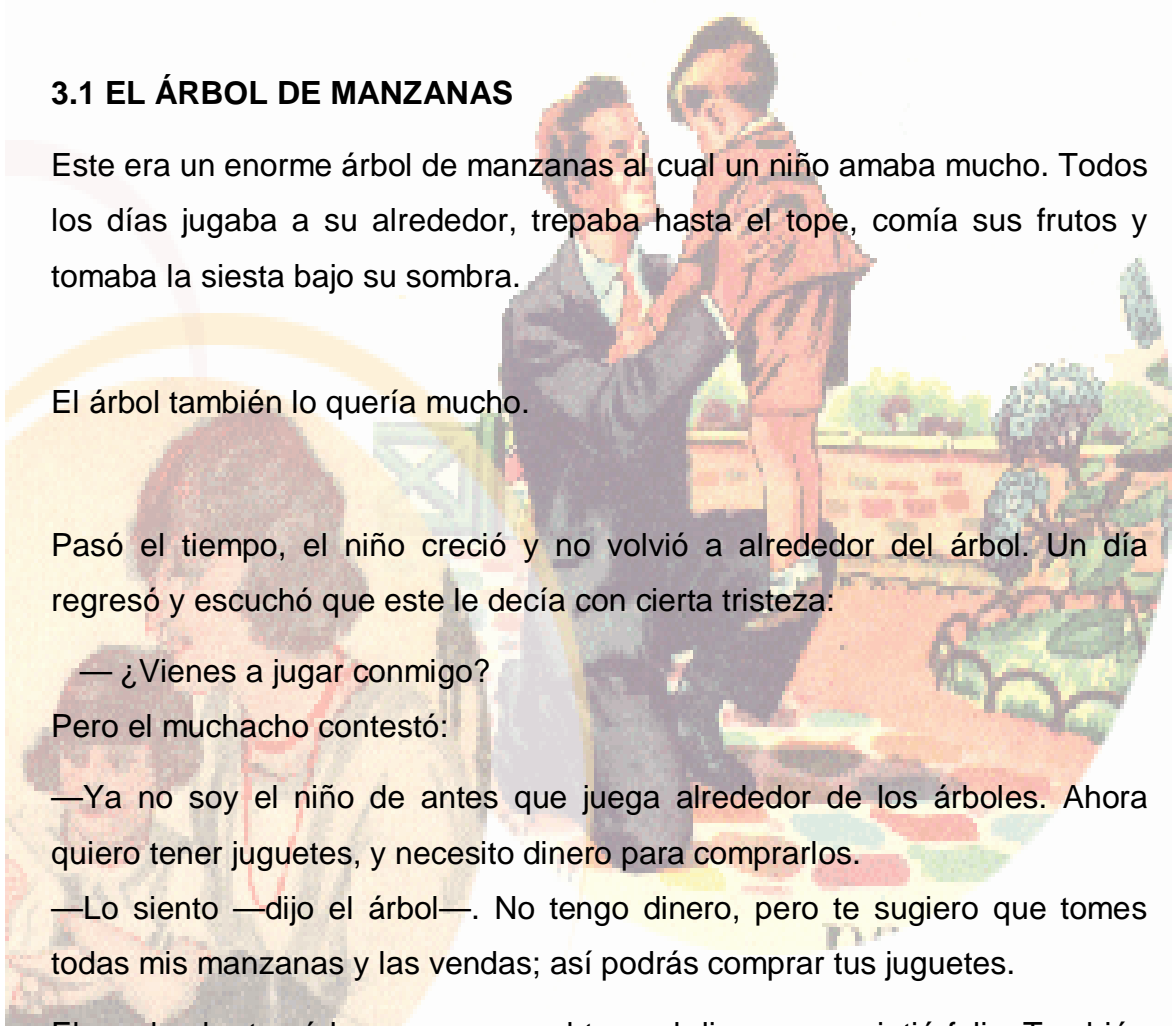 3.1 EL ÁRBOL DE MANZANAS
Este era un enorme árbol de manzanas al cual un niño amaba mucho. Todos
los días jugaba a su alrededor, trepaba hasta el tope, comía sus frutos y
tomaba la siesta bajo su sombra.
El árbol también lo quería mucho.
Pasó el tiempo, el niño creció y no volvió a alrededor del árbol. Un día
regresó y escuchó que este le decía con cierta tristeza:
— ¿Vienes a jugar conmigo?
Pero el muchacho contestó:
—Ya no soy el niño de antes que juega alrededor de los árboles. Ahora
quiero tener juguetes, y necesito dinero para comprarlos.
—Lo siento —dijo el árbol—. No tengo dinero, pero te sugiero que tomes
todas mis manzanas y las vendas; así podrás comprar tus juguetes.